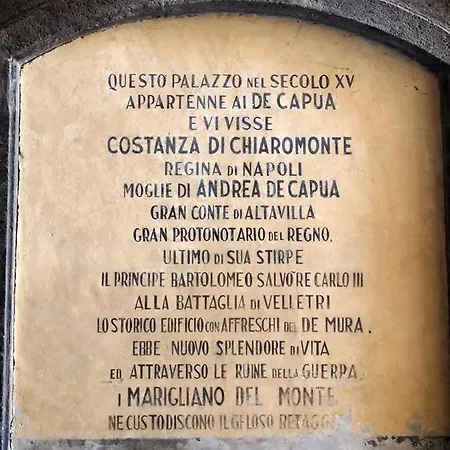 QUESTO PALAZZO NEL SECOLO XV
APPARTENNE AI DE CAPUA
E VI VISSE
COSTANZA DI CHIAROMONTE
REGINA DI NAPOLI
MOGLIE DI ANDREA DE CAPUA
GRAN CONTE DI ALTAVILLA
GRAN PROTONOTARIO DEL REGNO,
ULTIMO DI SUA STIRPE
IL PRINCIPE BARTOLOMEO SALVO' RE CARLO III
ALLA BATTAGLIA DI VELLETRI
LO STORICO EDIFICIO CON AFFRESCHI DEL DE MURA.
EBBE NUOVO SPLENDORE DI VITA
ED ATTRAVERSO LE RUINE DELLA GUERRA
I MARIGLIANO DEL MONTE
NE CUSTODISCONO IL GELOSO RETAGGIO